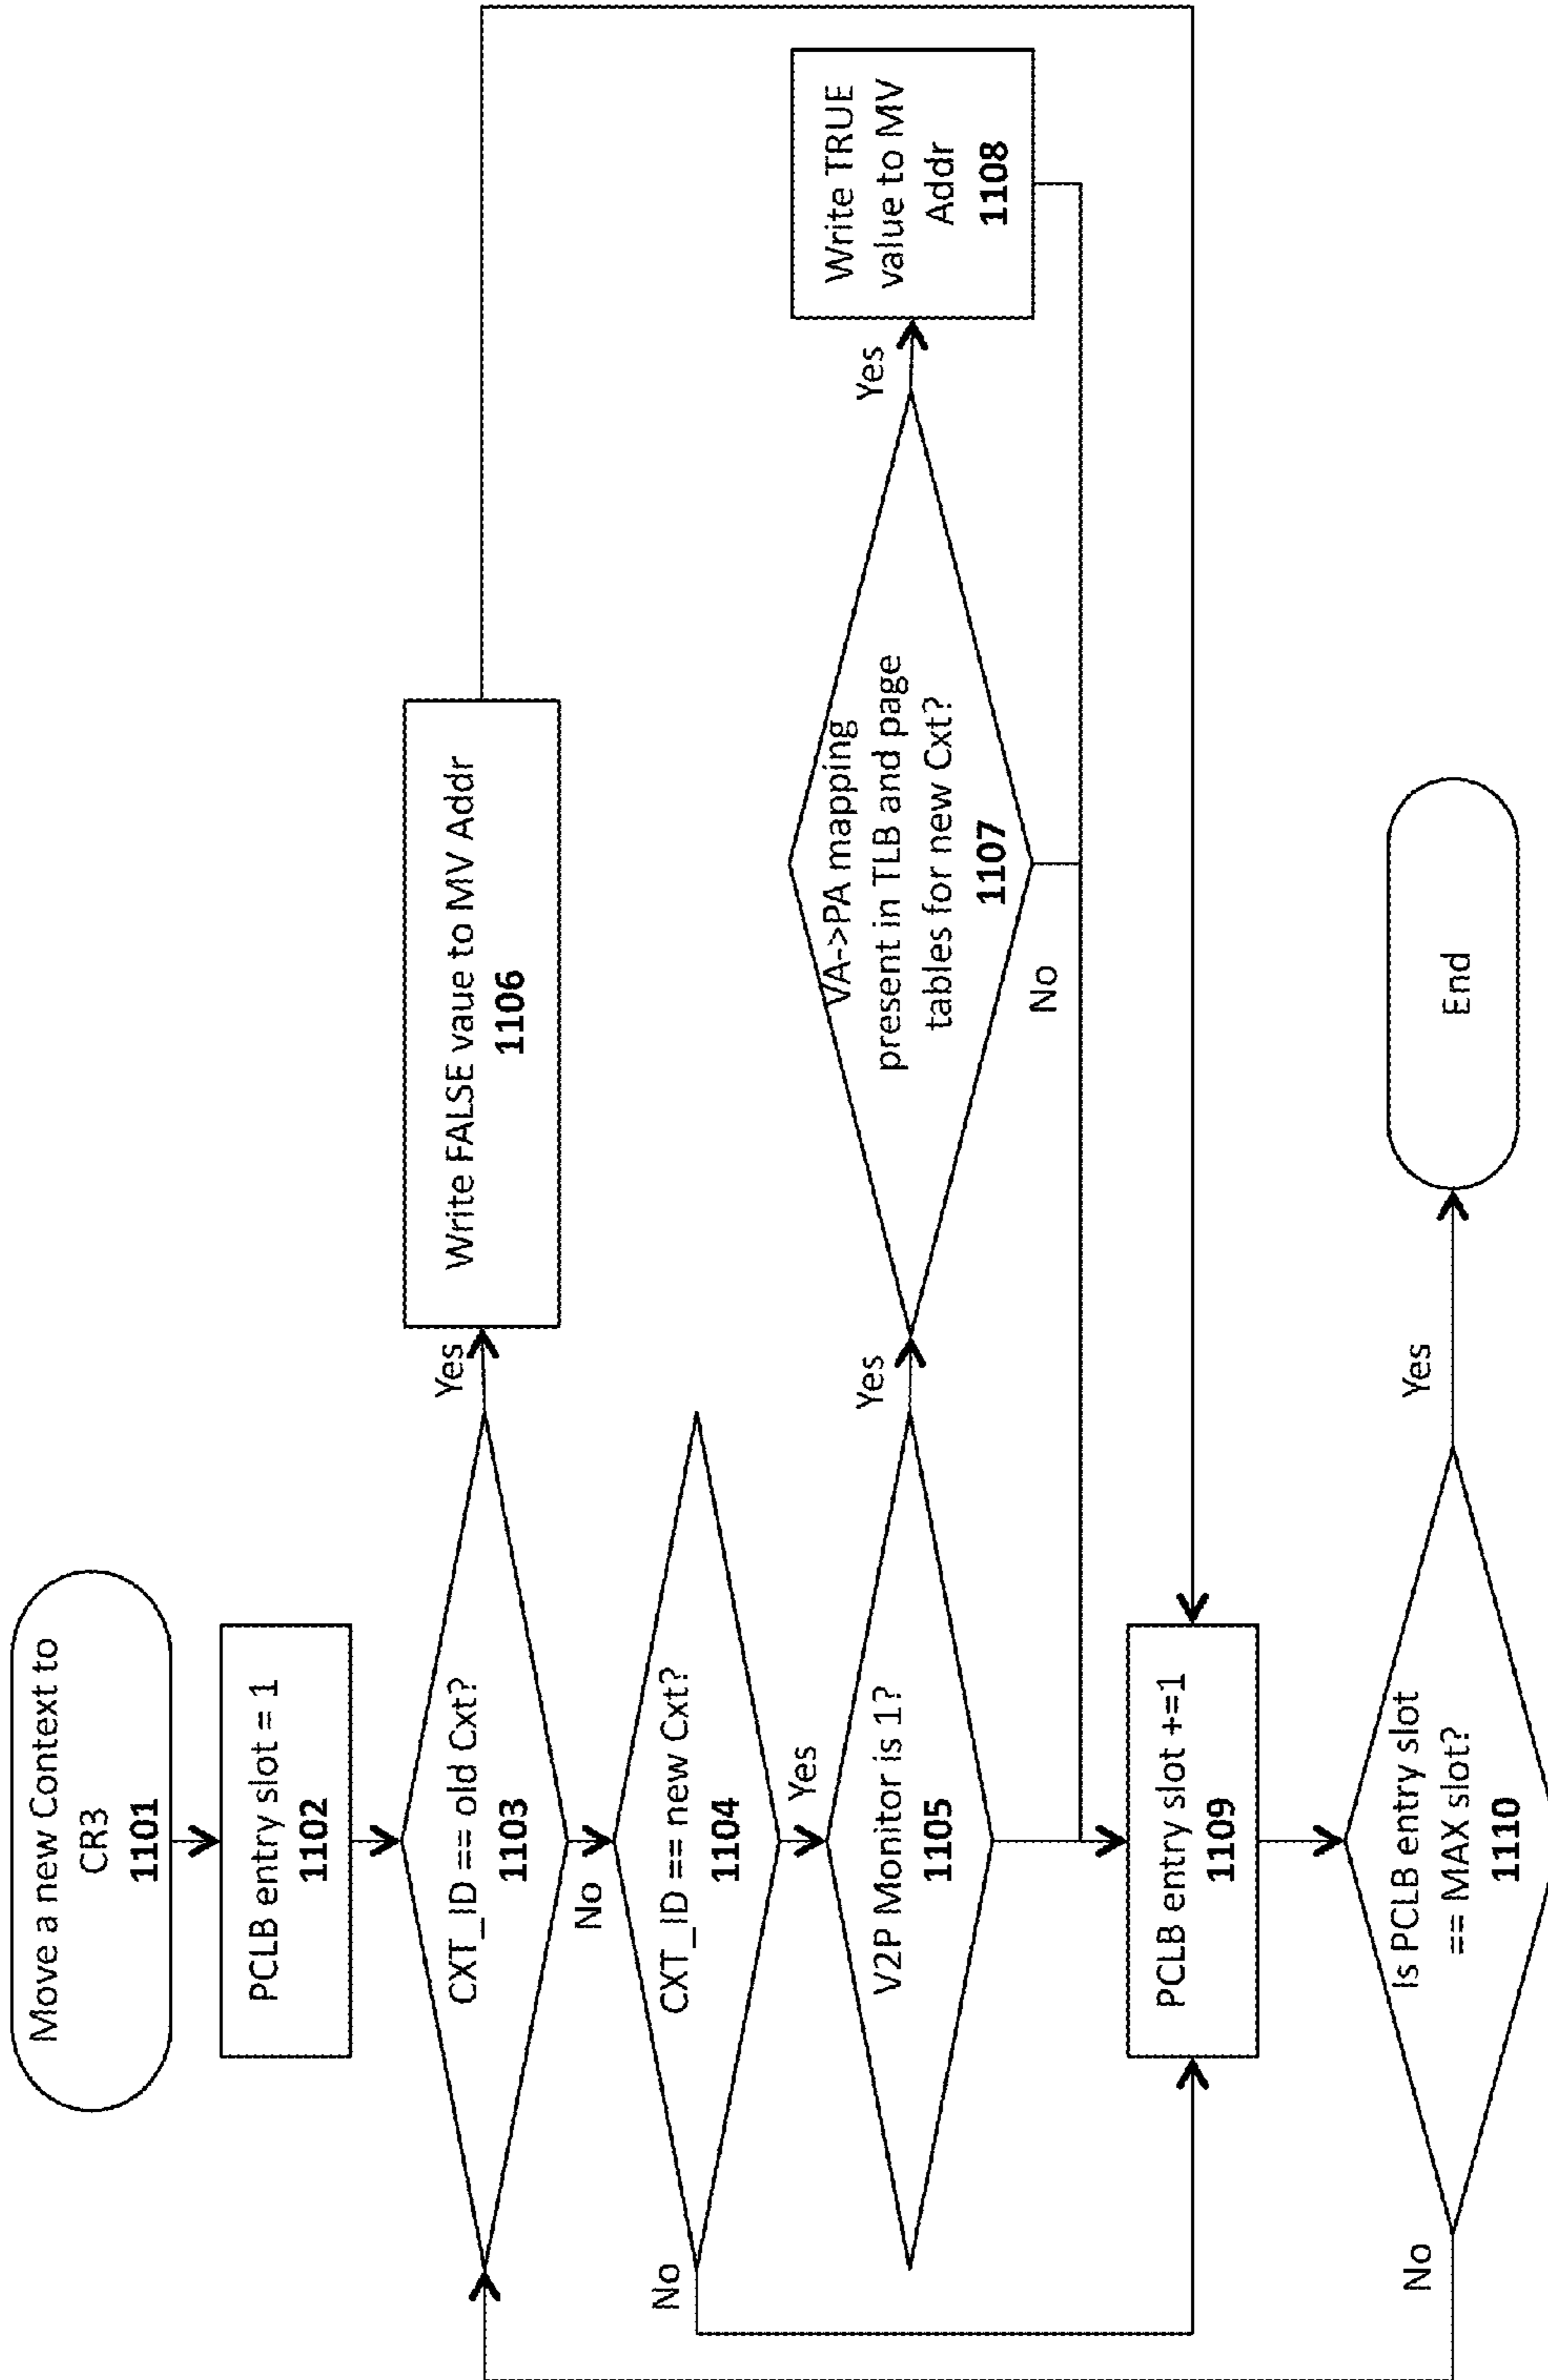 Move a new Context to
CR3
1101
PCLB entry slot = 1
1102
CXT_ID == old Cxt?
1103
Yes
No
Write FALSE vaue to MV Addr
1106
CXT_ID == new Cxt?
1104
No
Yes
V2P Monitor is 1?
1105
Yes
VA->PA mapping
present in TLB and page
tables for new Cxt?
1107
Yes
No
Write TRUE
value to MV
Addr
1108
PCLB entry slot +=1
1109
Is PCLB entry slot
== MAX slot?
1110
No
Yes
End